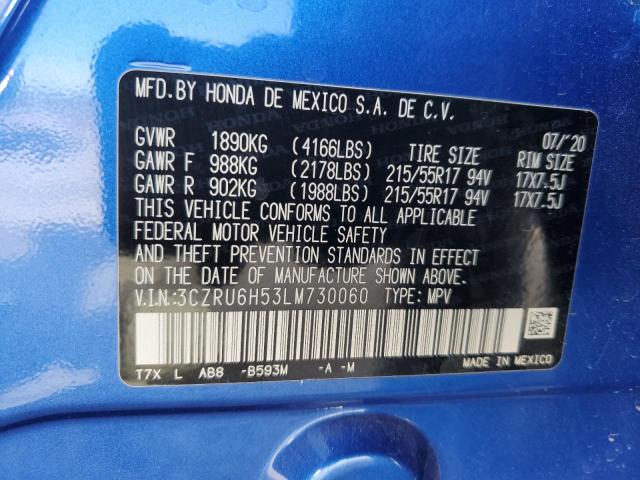 MFD. BY HONDA DE MEXICO S.A. DE C.V.
07/'20
GVWR 1890KG (4166LBS) TIRE SIZE RIM SIZE
GAWR F 988KG (2178LBS) 215/55R17 94V 17X7.5J
GAWR R 902KG (1988LBS) 215/55R17 94V 17X7.5J
THIS VEHICLE CONFORMS TO ALL APPLICABLE
FEDERAL MOTOR VEHICLE SAFETY
AND THEFT PREVENTION STANDARDS IN EFFECT
ON THE DATE OF MANUFACTURE SHOWN ABOVE.
V.I.N:3CZRU6H53LM730060 TYPE: MPV
T7X L AB8 -B593M -A -M
MADE IN MEXICO